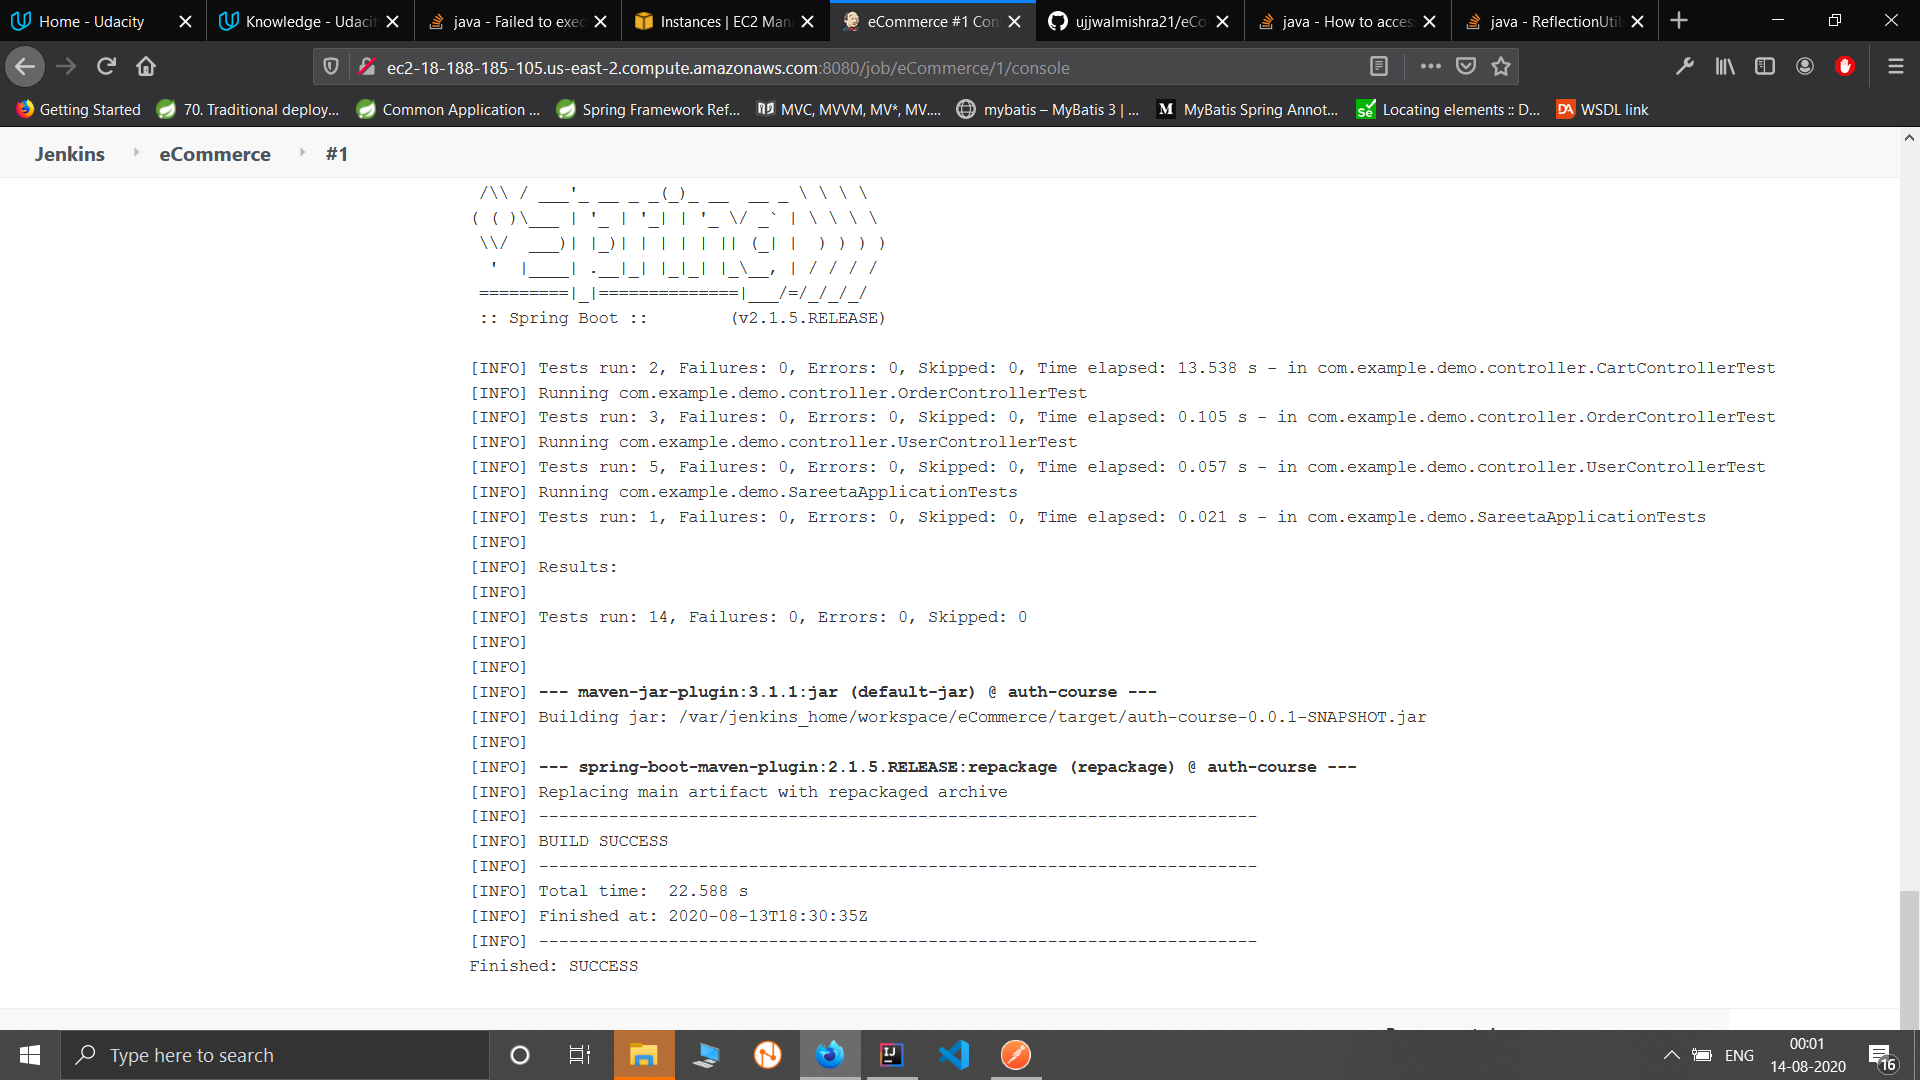 Home - Udacity
Knowledge - Udacit
java - Failed to exec
Instances | EC2 Man
eCommerce #1 Con
ujjwalmishra21/eCo
java - How to acces
java - ReflectionUtil
ec2-18-188-185-105.us-east-2.compute.amazonaws.com:8080/job/eCommerce/1/console
Getting Started
70. Traditional deploy...
Common Application ...
Spring Framework Ref...
MVC, MVVM, MV*, MV....
mybatis – MyBatis 3 | ...
M MyBatis Spring Annot...
Se Locating elements :: D...
DA WSDL link
Jenkins
eCommerce
#1
 /\\ / ___'_ __ _ _(_)_ __  __ _ \ \ \ \
( ( )\___ | '_ | '_| | '_ \/ _` | \ \ \ \
 \\/  ___)| |_)| | | | | || (_| |  ) ) ) )
  '  |____| .__|_| |_|_| |_\__, | / / / /
 =========|_|==============|___/=/_/_/_/
 :: Spring Boot ::        (v2.1.5.RELEASE)
[INFO] Tests run: 2, Failures: 0, Errors: 0, Skipped: 0, Time elapsed: 13.538 s - in com.example.demo.controller.CartControllerTest
[INFO] Running com.example.demo.controller.OrderControllerTest
[INFO] Tests run: 3, Failures: 0, Errors: 0, Skipped: 0, Time elapsed: 0.105 s - in com.example.demo.controller.OrderControllerTest
[INFO] Running com.example.demo.controller.UserControllerTest
[INFO] Tests run: 5, Failures: 0, Errors: 0, Skipped: 0, Time elapsed: 0.057 s - in com.example.demo.controller.UserControllerTest
[INFO] Running com.example.demo.SareetaApplicationTests
[INFO] Tests run: 1, Failures: 0, Errors: 0, Skipped: 0, Time elapsed: 0.021 s - in com.example.demo.SareetaApplicationTests
[INFO]
[INFO] Results:
[INFO]
[INFO] Tests run: 14, Failures: 0, Errors: 0, Skipped: 0
[INFO]
[INFO]
[INFO] --- maven-jar-plugin:3.1.1:jar (default-jar) @ auth-course ---
[INFO] Building jar: /var/jenkins_home/workspace/eCommerce/target/auth-course-0.0.1-SNAPSHOT.jar
[INFO]
[INFO] --- spring-boot-maven-plugin:2.1.5.RELEASE:repackage (repackage) @ auth-course ---
[INFO] Replacing main artifact with repackaged archive
[INFO] ------------------------------------------------------------------------
[INFO] BUILD SUCCESS
[INFO] ------------------------------------------------------------------------
[INFO] Total time:  22.588 s
[INFO] Finished at: 2020-08-13T18:30:35Z
[INFO] ------------------------------------------------------------------------
Finished: SUCCESS
Type here to search
ENG
00:01
14-08-2020
16